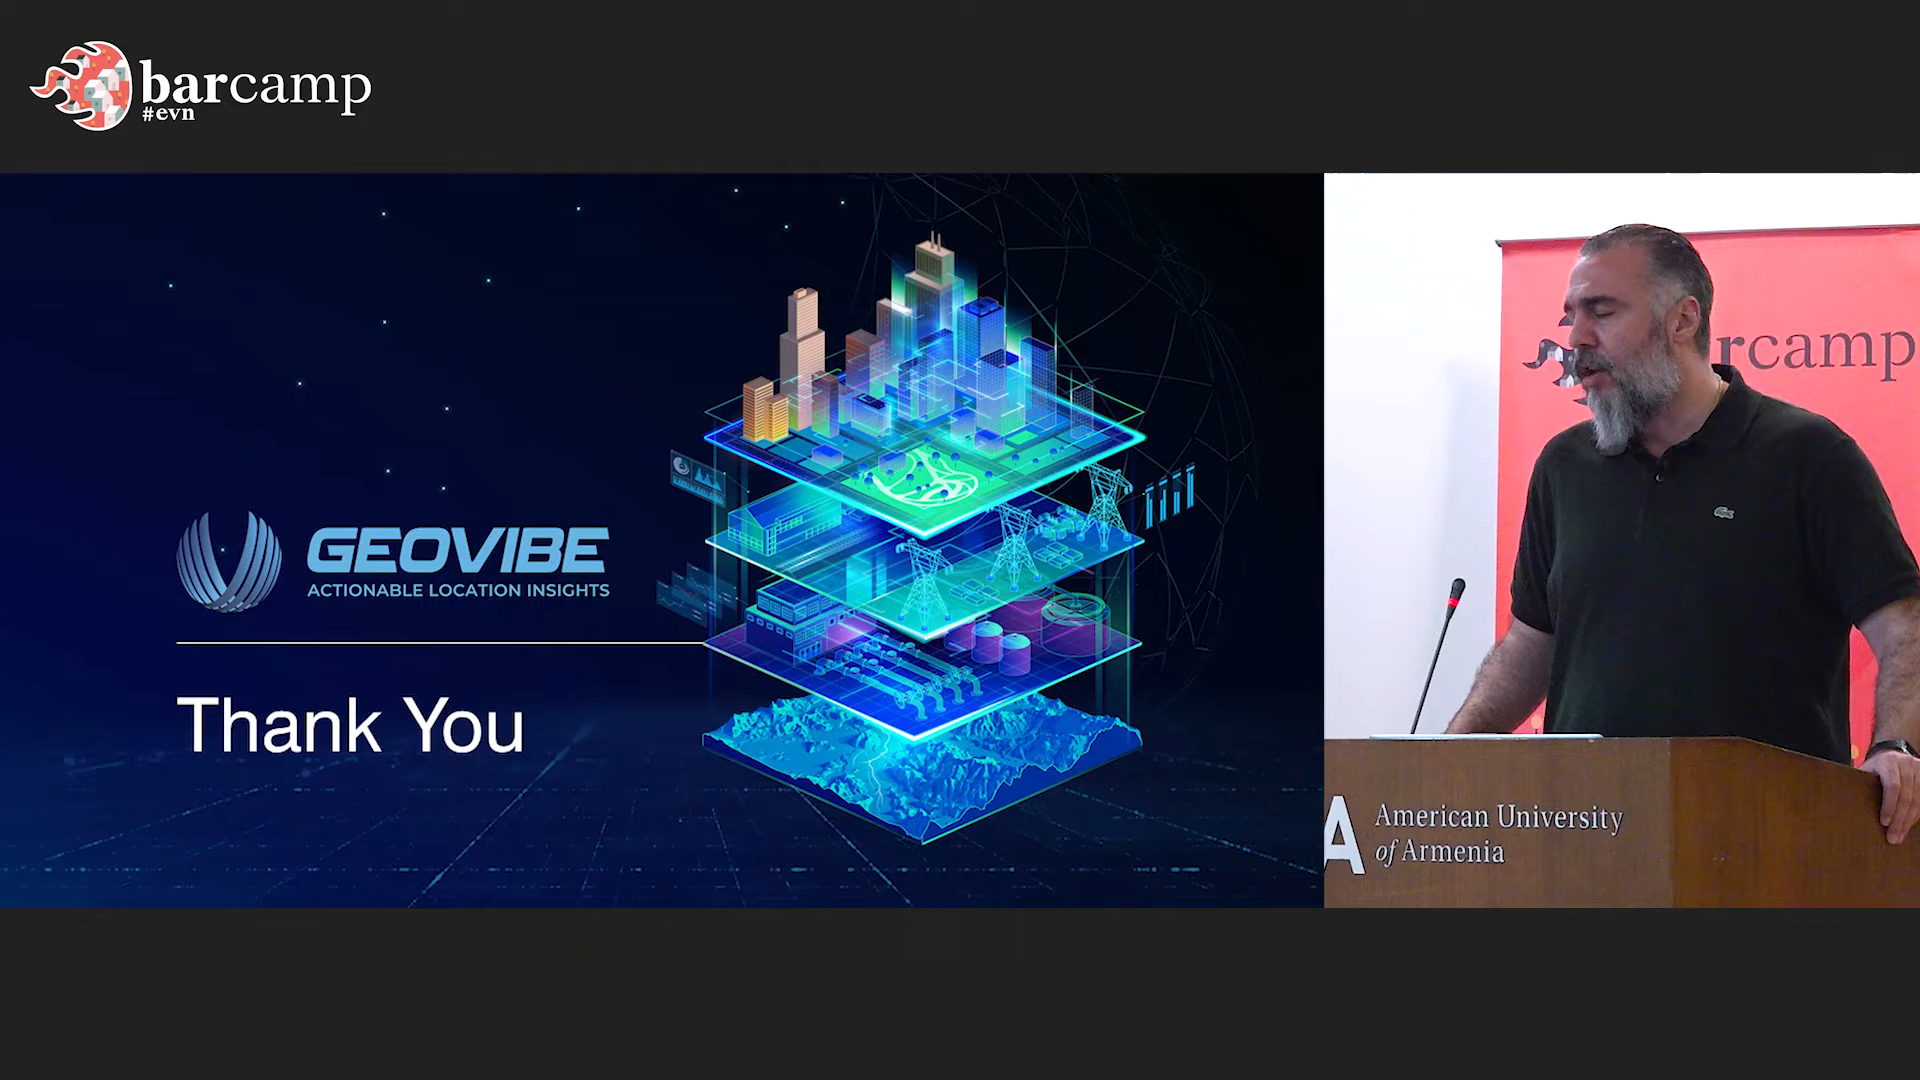 barcamp
#evn
GEOVIBE
ACTIONABLE LOCATION INSIGHTS
Thank You
rcamp
A
American University
of Armenia